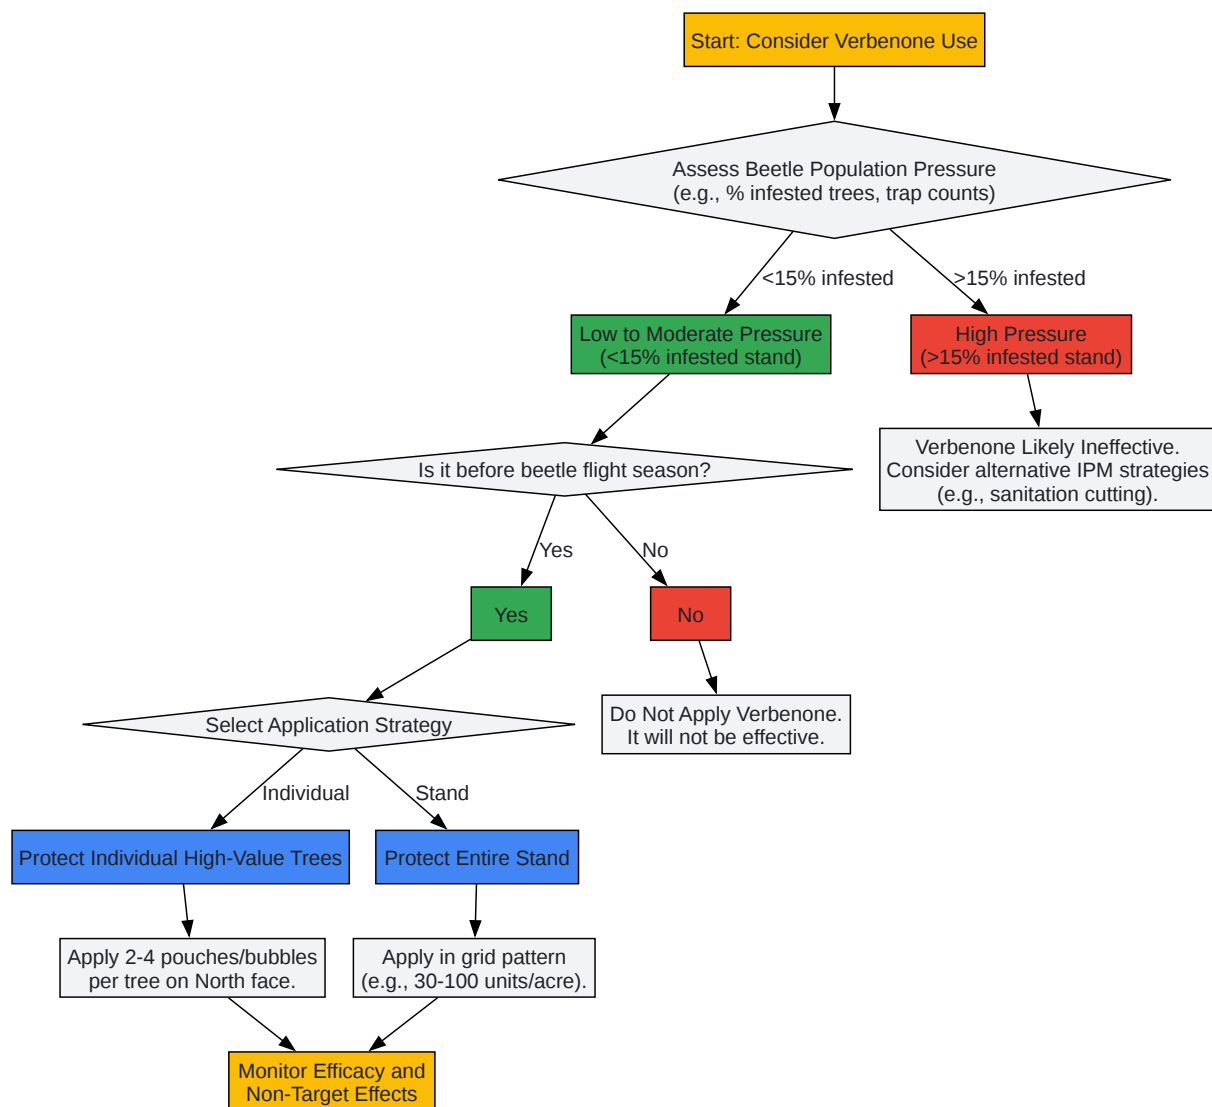 Start: Consider Verbenone Use
Assess Beetle Population Pressure
(e.g., % infested trees, trap counts)
<15% infested
>15% infested
Low to Moderate Pressure
(<15% infested stand)
High Pressure
(>15% infested stand)
Verbenone Likely Ineffective.
Consider alternative IPM strategies
(e.g., sanitation cutting).
Is it before beetle flight season?
Yes
No
Yes
No
Select Application Strategy
Do Not Apply Verbenone.
It will not be effective.
Individual
Stand
Protect Individual High-Value Trees
Protect Entire Stand
Apply 2-4 pouches/bubbles
per tree on North face.
Apply in grid pattern
(e.g., 30-100 units/acre).
Monitor Efficacy and
Non-Target Effects